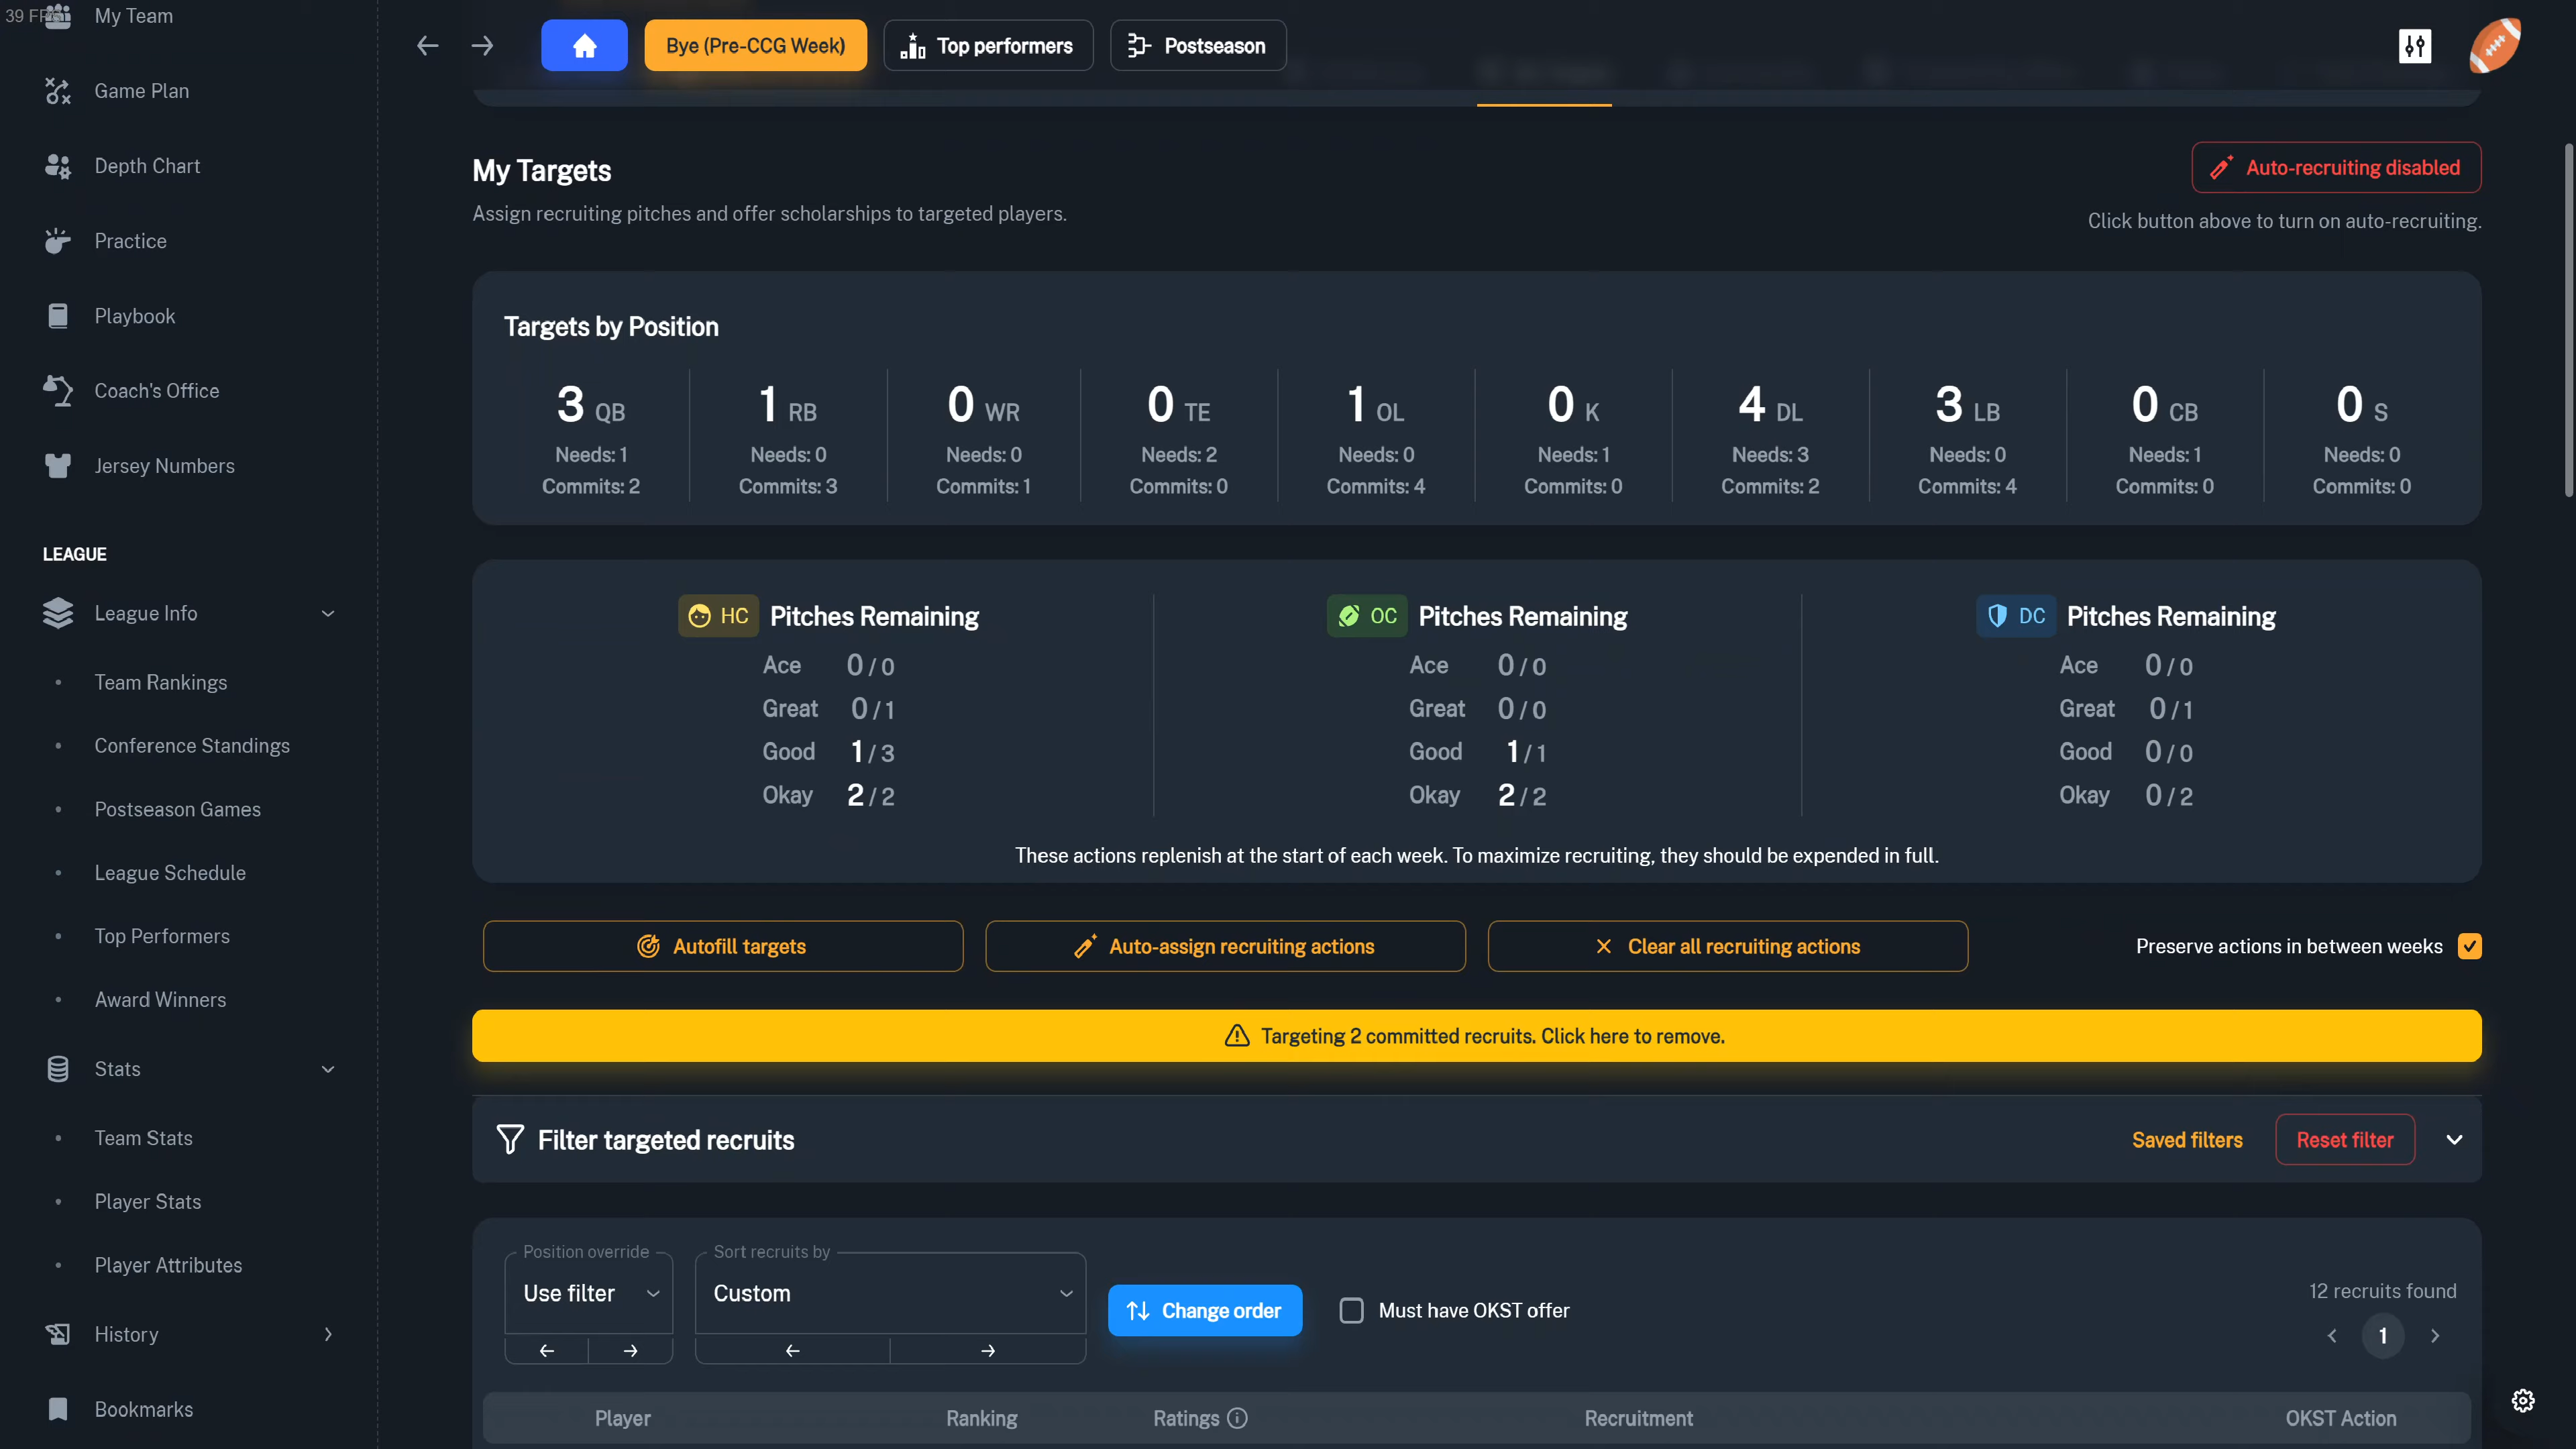 39 FPS
My Team
Game Plan
Depth Chart
Practice
Playbook
Coach's Office
Jersey Numbers
LEAGUE
League Info
Team Rankings
Conference Standings
Postseason Games
League Schedule
Top Performers
Award Winners
Stats
Team Stats
Player Stats
Player Attributes
History
Bookmarks
Bye (Pre-CCG Week)
Top performers
Postseason
My Targets
Assign recruiting pitches and offer scholarships to targeted players.
Auto-recruiting disabled
Click button above to turn on auto-recruiting.
Targets by Position
3 QB
Needs: 1
Commits: 2
1 RB
Needs: 0
Commits: 3
0 WR
Needs: 0
Commits: 1
0 TE
Needs: 2
Commits: 0
1 OL
Needs: 0
Commits: 4
0 K
Needs: 1
Commits: 0
4 DL
Needs: 3
Commits: 2
3 LB
Needs: 0
Commits: 4
0 CB
Needs: 1
Commits: 0
0 S
Needs: 0
Commits: 0
HC Pitches Remaining
Ace 0 / 0
Great 0 / 1
Good 1 / 3
Okay 2 / 2
OC Pitches Remaining
Ace 0 / 0
Great 0 / 0
Good 1 / 1
Okay 2 / 2
DC Pitches Remaining
Ace 0 / 0
Great 0 / 1
Good 0 / 0
Okay 0 / 2
These actions replenish at the start of each week. To maximize recruiting, they should be expended in full.
Autofill targets
Auto-assign recruiting actions
Clear all recruiting actions
Preserve actions in between weeks
Targeting 2 committed recruits. Click here to remove.
Filter targeted recruits
Saved filters
Reset filter
Position override
Use filter
Sort recruits by
Custom
Change order
Must have OKST offer
12 recruits found
1
Player Ranking Ratings Recruitment OKST Action